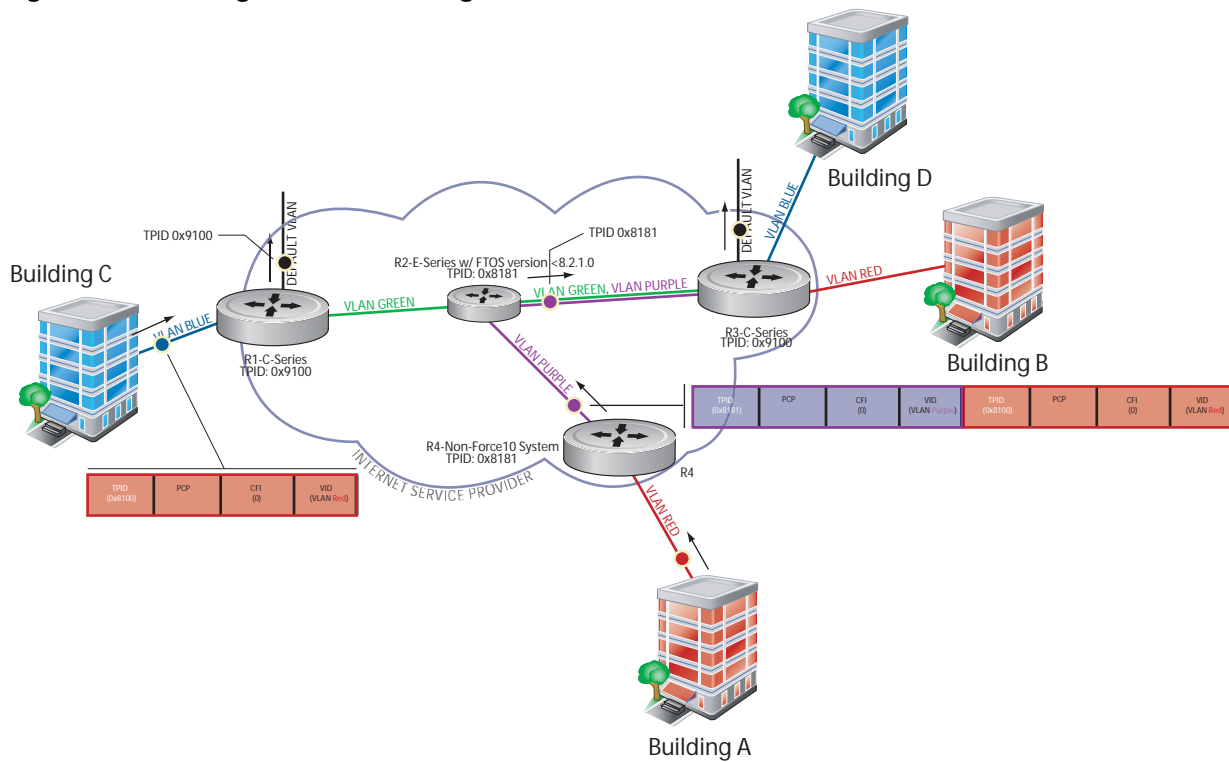 Building D
VLAN BLUE
DEFAULT VLAN
TPID 0x9100
DEFAULT VLAN
TPID 0x8181
Building C
R2-E-Series w/ FTOS version <8.2.1.0
TPID: 0x8181
VLAN BLUE
VLAN GREEN
VLAN GREEN, VLAN PURPLE
VLAN RED
R1-C-Series
TPID: 0x9100
R3-C-Series
TPID: 0x9100
Building B
VLAN PURPLE
TPID
(0x8181)
PCP
CFI
(0)
VID
(VLAN Purple)
TPID
(0x8100)
PCP
CFI
(0)
VID
(VLAN Red)
R4-Non-Force10 System
TPID: 0x8181
R4
INTERNET SERVICE PROVIDER
TPID
(0x8100)
PCP
CFI
(0)
VID
(VLAN Red)
VLAN RED
Building A